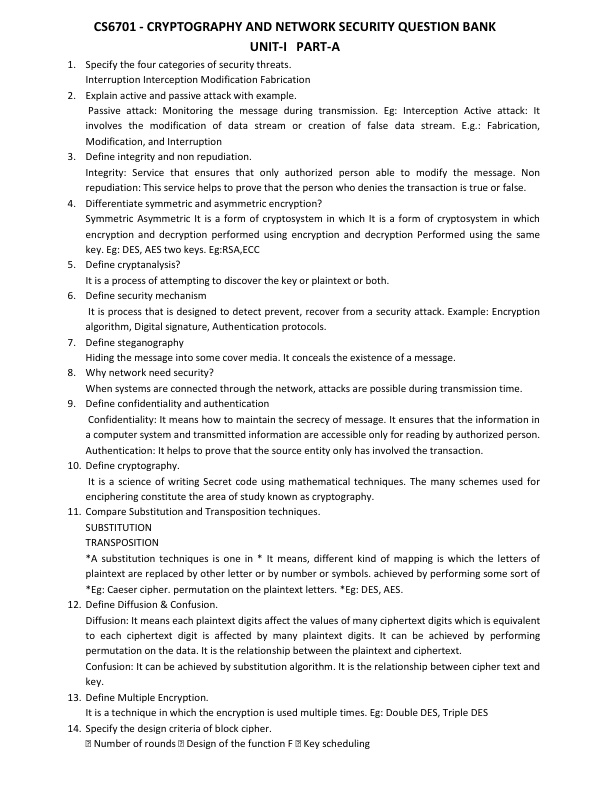 CS6701 - CRYPTOGRAPHY AND NETWORK SECURITY QUESTION BANK
UNIT-I PART-A
1. Specify the four categories of security threats.
Interruption Interception Modification Fabrication
2. Explain active and passive attack with example.
Passive attack: Monitoring the message during transmission. Eg: Interception Active attack: It
involves the modification of data stream or creation of false data stream. E.g.: Fabrication,
Modification, and Interruption
3. Define integrity and non repudiation.
Integrity: Service that ensures that only authorized person able to modify the message. Non
repudiation: This service helps to prove that the person who denies the transaction is true or false.
4. Differentiate symmetric and asymmetric encryption?
Symmetric Asymmetric It is a form of cryptosystem in which It is a form of cryptosystem in which
encryption and decryption performed using encryption and decryption Performed using the same
key. Eg: DES, AES two keys. Eg:RSA,ECC
5. Define cryptanalysis?
It is a process of attempting to discover the key or plaintext or both.
6. Define security mechanism
It is process that is designed to detect prevent, recover from a security attack. Example: Encryption
algorithm, Digital signature, Authentication protocols.
7. Define steganography
Hiding the message into some cover media. It conceals the existence of a message.
8. Why network need security?
When systems are connected through the network, attacks are possible during transmission time.
9. Define confidentiality and authentication
Confidentiality: It means how to maintain the secrecy of message. It ensures that the information in
a computer system and transmitted information are accessible only for reading by authorized person.
Authentication: It helps to prove that the source entity only has involved the transaction.
10. Define cryptography.
It is a science of writing Secret code using mathematical techniques. The many schemes used for
enciphering constitute the area of study known as cryptography.
11. Compare Substitution and Transposition techniques.
SUBSTITUTION
TRANSPOSITION
*A substitution techniques is one in * It means, different kind of mapping is which the letters of
plaintext are replaced by other letter or by number or symbols. achieved by performing some sort of
*Eg: Caeser cipher. permutation on the plaintext letters. *Eg: DES, AES.
12. Define Diffusion & Confusion.
Diffusion: It means each plaintext digits affect the values of many ciphertext digits which is equivalent
to each ciphertext digit is affected by many plaintext digits. It can be achieved by performing
permutation on the data. It is the relationship between the plaintext and ciphertext.
Confusion: It can be achieved by substitution algorithm. It is the relationship between cipher text and
key.
13. Define Multiple Encryption.
It is a technique in which the encryption is used multiple times. Eg: Double DES, Triple DES
14. Specify the design criteria of block cipher.
Number of rounds Design of the function F Key scheduling